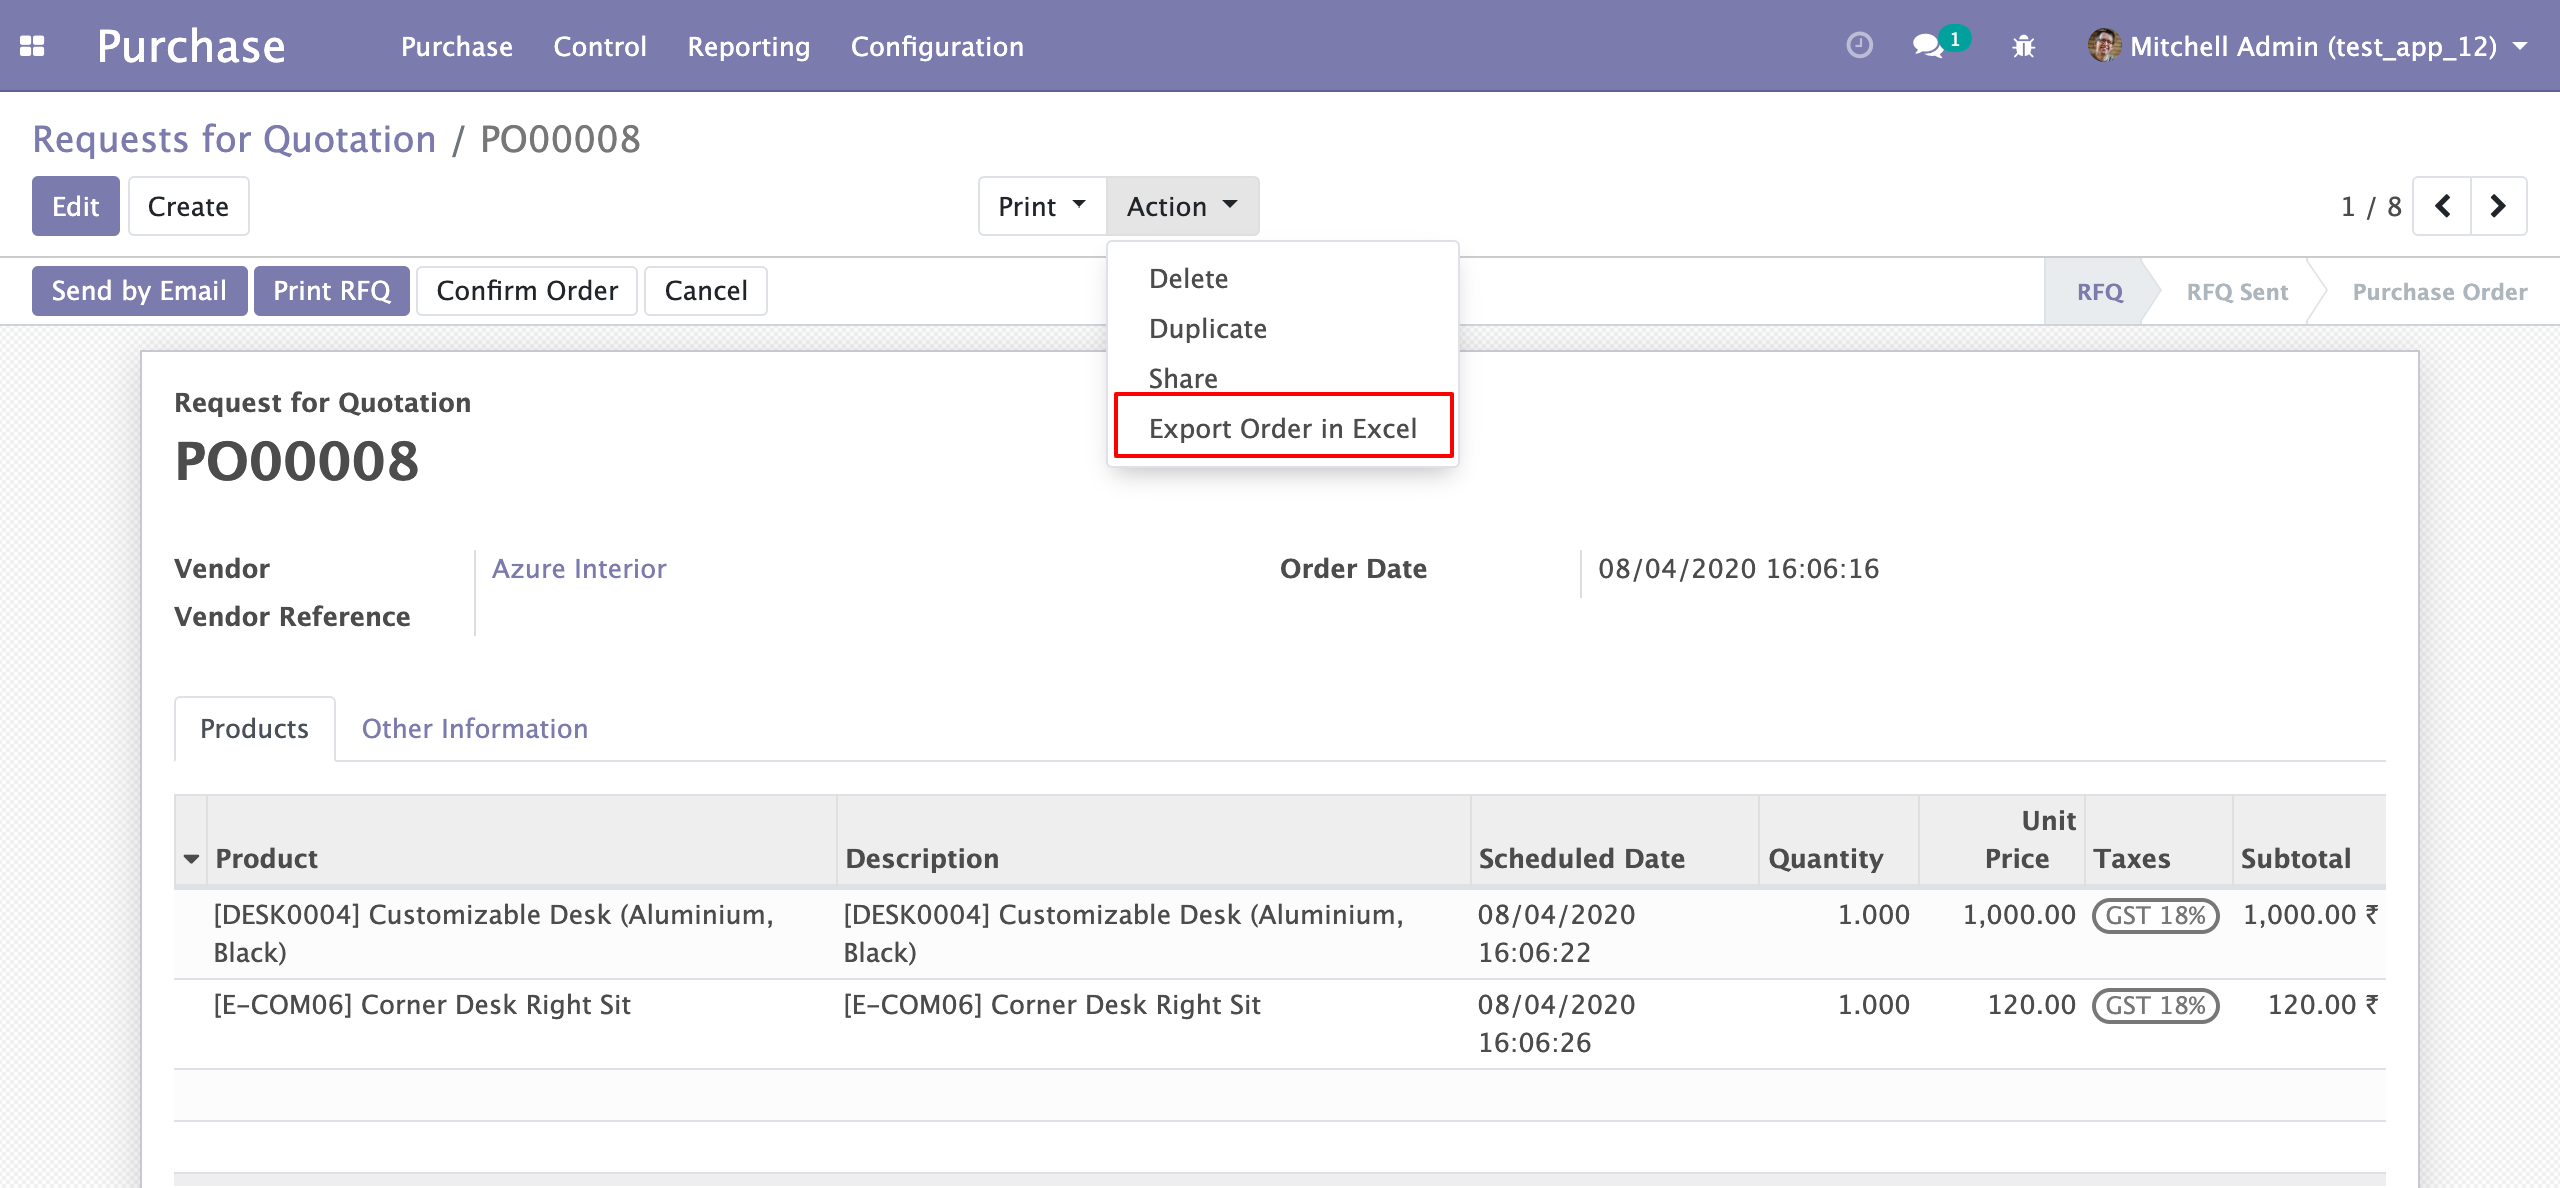 Purchase Purchase Control Reporting Configuration 1 Mitchell Admin (test_app_12)
Requests for Quotation / PO00008
Edit Create Print Action 1 / 8
Send by Email Print RFQ Confirm Order Cancel RFQ RFQ Sent Purchase Order
Delete
Duplicate
Share
Export Order in Excel
Request for Quotation
PO00008
Vendor Azure Interior Order Date 08/04/2020 16:06:16
Vendor Reference
Products Other Information
Product Description Scheduled Date Quantity Unit Price Taxes Subtotal
[DESK0004] Customizable Desk (Aluminium, [DESK0004] Customizable Desk (Aluminium, 08/04/2020 1.000 1,000.00 GST 18% 1,000.00 ₹
Black) Black) 16:06:22
[E-COM06] Corner Desk Right Sit [E-COM06] Corner Desk Right Sit 08/04/2020 1.000 120.00 GST 18% 120.00 ₹
16:06:26